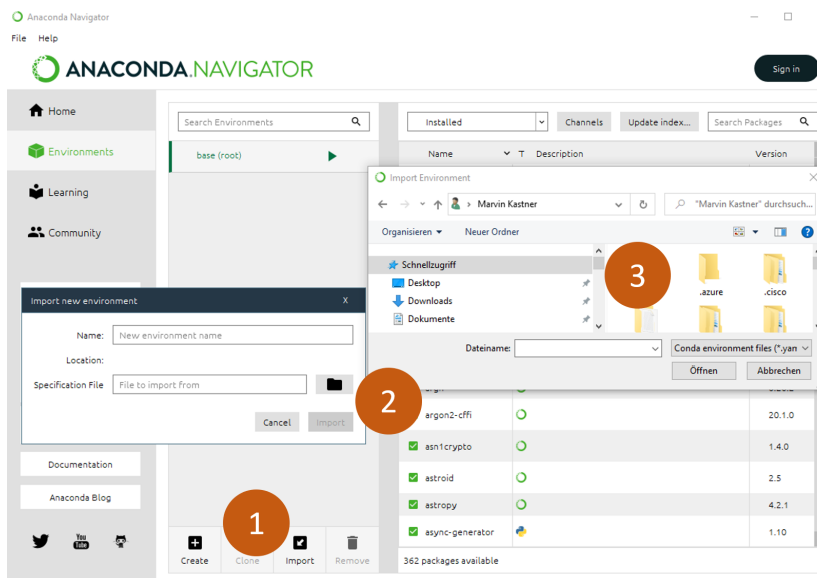 Anaconda Navigator
File Help
ANACONDA.NAVIGATOR
Sign in
Home
Environments
Learning
Community
Documentation
Anaconda Blog
You
Tube
Search Environments
base (root)
Create
Clone
Import
Remove
Installed
Channels
Update index...
Search Packages
Name
T
Description
Version
Import new environment
X
Name:
New environment name
Location:
Specification File
File to import from
Cancel
Import
1
2
3
Import Environment
Marvin Kastner
"Marvin Kastner" durchsuch...
Organisieren
Neuer Ordner
Schnellzugriff
Desktop
Downloads
Dokumente
.azure
.cisco
Dateiname:
Conda environment files (*.yan
Öffnen
Abbrechen
argon2-cffi
20.1.0
asn1crypto
1.4.0
astroid
2.5
astropy
4.2.1
async-generator
1.10
362 packages available